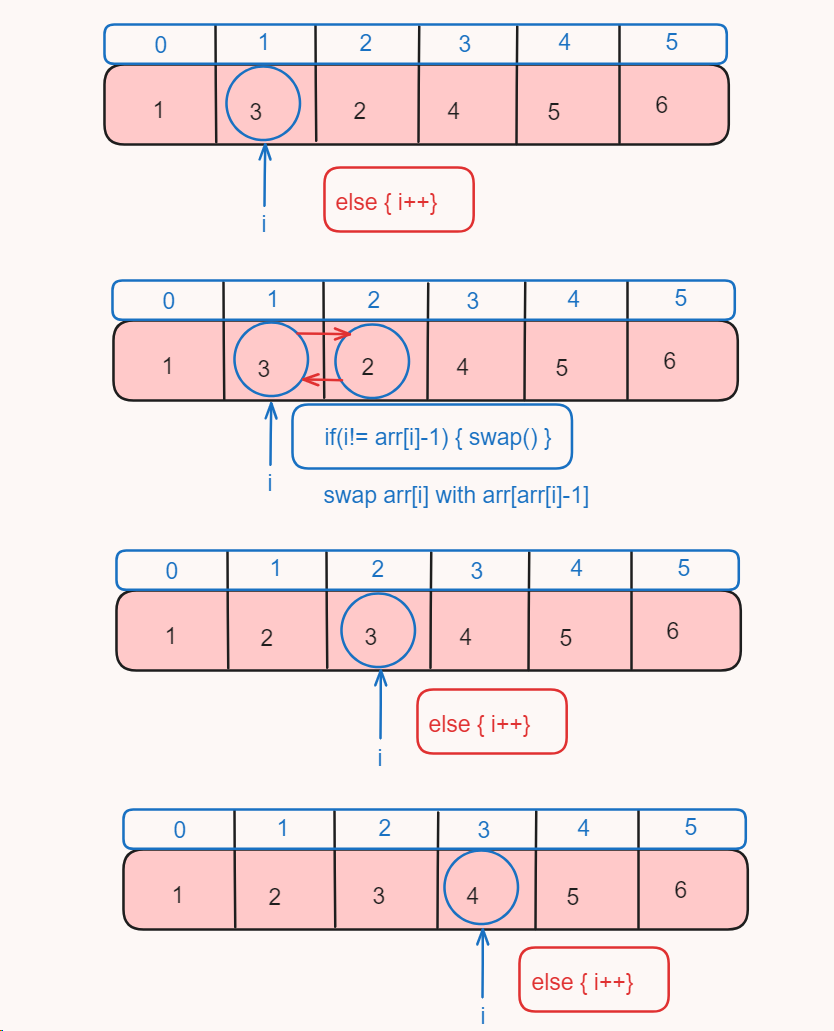 0 1 2 3 4 5
1 3 2 4 5 6
else { i++}
i
0 1 2 3 4 5
1 3 2 4 5 6
if(i!= arr[i]-1) { swap() }
i
swap arr[i] with arr[arr[i]-1]
0 1 2 3 4 5
1 2 3 4 5 6
else { i++}
i
0 1 2 3 4 5
1 2 3 4 5 6
else { i++}
i